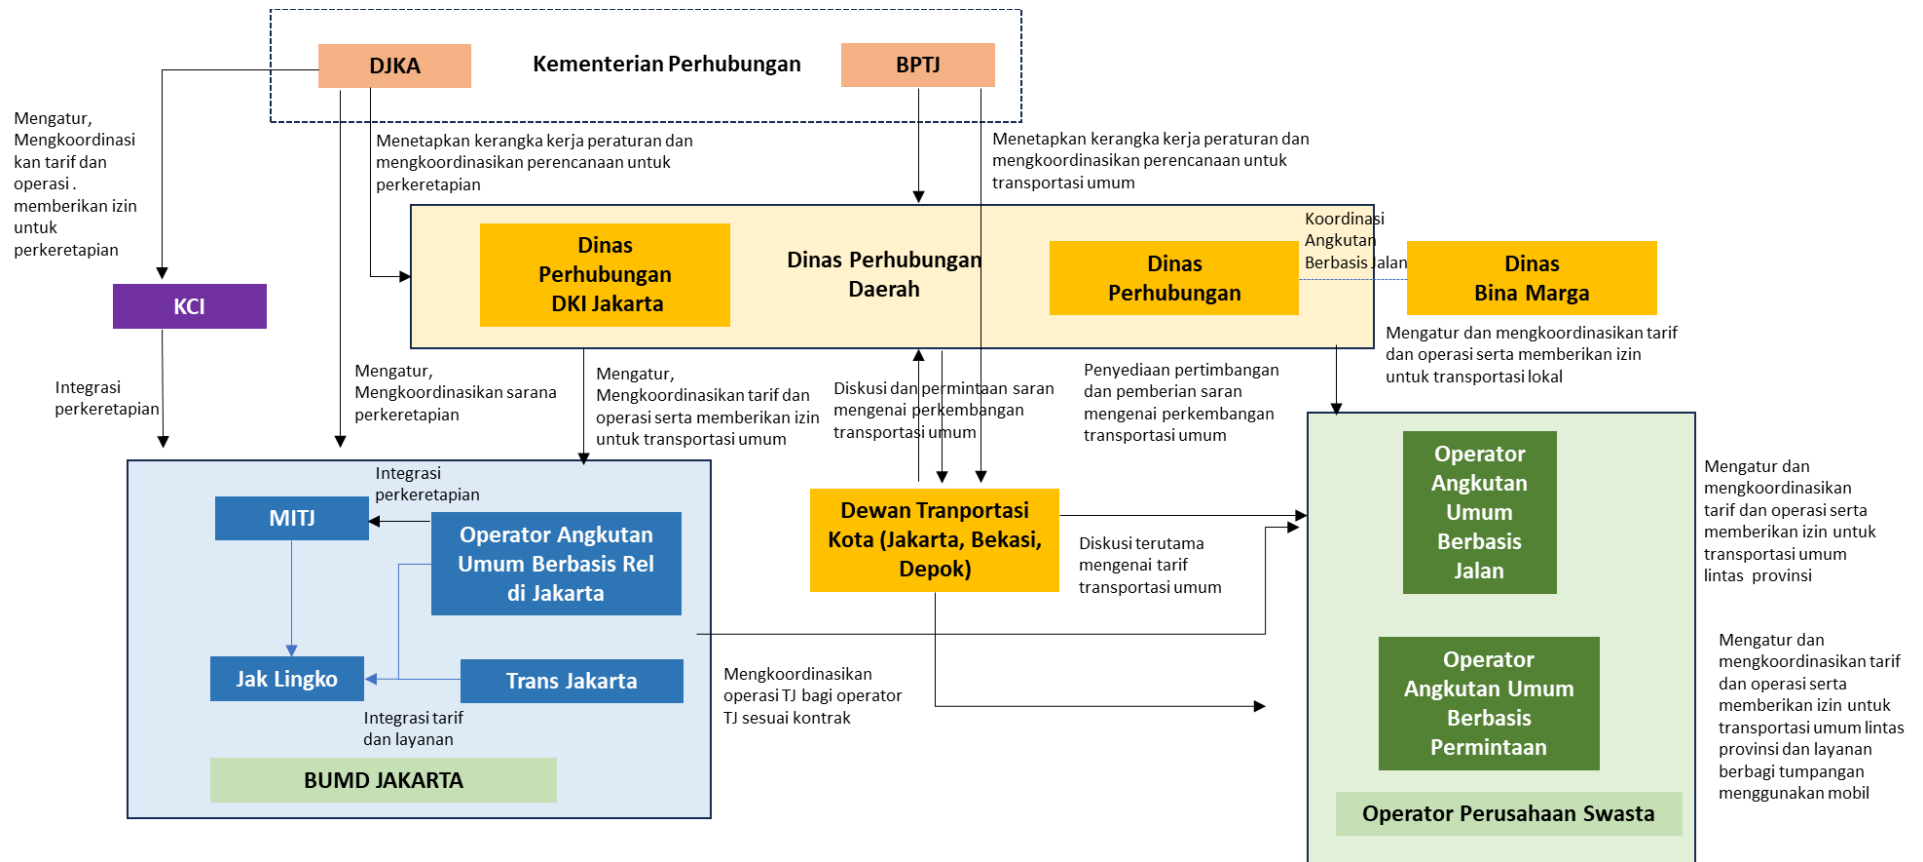 DJKA
Kementerian Perhubungan
BPTJ
Mengatur,
Mengkoordinasi
kan tarif dan
operasi .
memberikan izin
untuk
perkeretapian
Menetapkan kerangka kerja peraturan dan
mengkoordinasikan perencanaan untuk
perkeretapian
Menetapkan kerangka kerja peraturan dan
mengkoordinasikan perencanaan untuk
transportasi umum
Dinas
Perhubungan
DKI Jakarta
Dinas Perhubungan
Daerah
Dinas
Perhubungan
Koordinasi
Angkutan
Berbasis Jalan
Dinas
Bina Marga
KCI
Integrasi
perkeretapian
Mengatur,
Mengkoordinasikan sarana
perkeretapian
Mengatur,
Mengkoordinasikan tarif dan
operasi serta memberikan izin
untuk transportasi umum
Diskusi dan permintaan saran
mengenai perkembangan
transportasi umum
Penyediaan pertimbangan
dan pemberian saran
mengenai perkembangan
transportasi umum
Mengatur dan mengkoordinasikan tarif
dan operasi serta memberikan izin
untuk transportasi lokal
Integrasi
perkeretapian
MITJ
Operator Angkutan
Umum Berbasis Rel
di Jakarta
Jak Lingko
Trans Jakarta
Integrasi tarif
dan layanan
BUMD JAKARTA
Dewan Tranportasi
Kota (Jakarta, Bekasi,
Depok)
Diskusi terutama
mengenai tarif
transportasi umum
Mengkoordinasikan
operasi TJ bagi operator
TJ sesuai kontrak
Operator
Angkutan
Umum
Berbasis
Jalan
Operator
Angkutan Umum
Berbasis
Permintaan
Operator Perusahaan Swasta
Mengatur dan
mengkoordinasikan
tarif dan operasi serta
memberikan izin untuk
transportasi umum
lintas provinsi
Mengatur dan
mengkoordinasikan tarif
dan operasi serta
memberikan izin untuk
transportasi umum lintas
provinsi dan layanan
berbagi tumpangan
menggunakan mobil